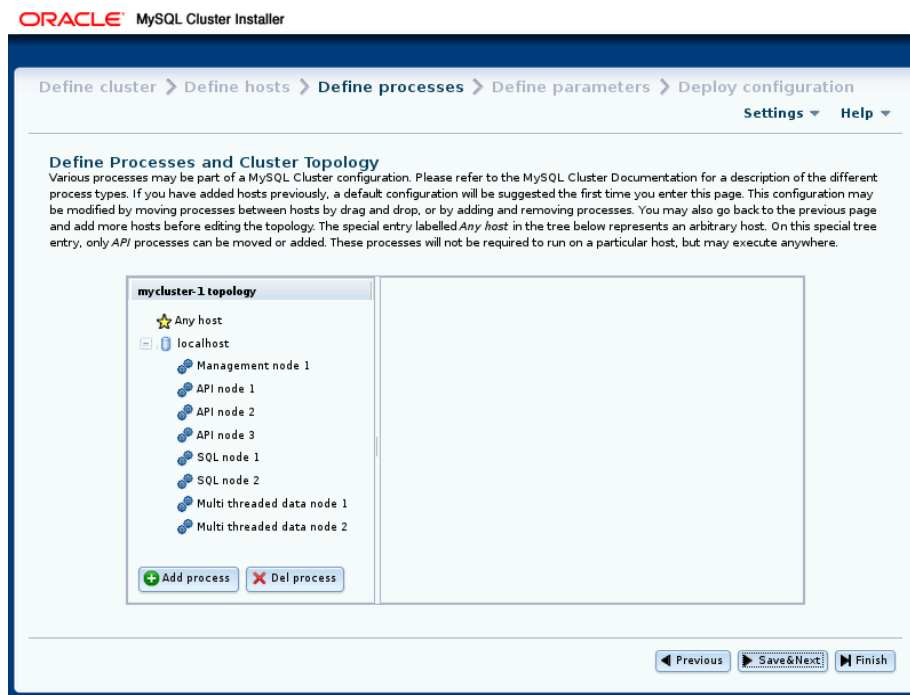 ORACLE® MySQL Cluster Installer
Define cluster > Define hosts > Define processes > Define parameters > Deploy configuration
Settings Help
Define Processes and Cluster Topology
Various processes may be part of a MySQL Cluster configuration. Please refer to the MySQL Cluster Documentation for a description of the different
process types. If you have added hosts previously, a default configuration will be suggested the first time you enter this page. This configuration may
be modified by moving processes between hosts by drag and drop, or by adding and removing processes. You may also go back to the previous page
and add more hosts before editing the topology. The special entry labelled Any host in the tree below represents an arbitrary host. On this special tree
entry, only API processes can be moved or added. These processes will not be required to run on a particular host, but may execute anywhere.
mycluster-1 topology
Any host
localhost
Management node 1
API node 1
API node 2
API node 3
SQL node 1
SQL node 2
Multi threaded data node 1
Multi threaded data node 2
Add process Del process
Previous Save&Next Finish